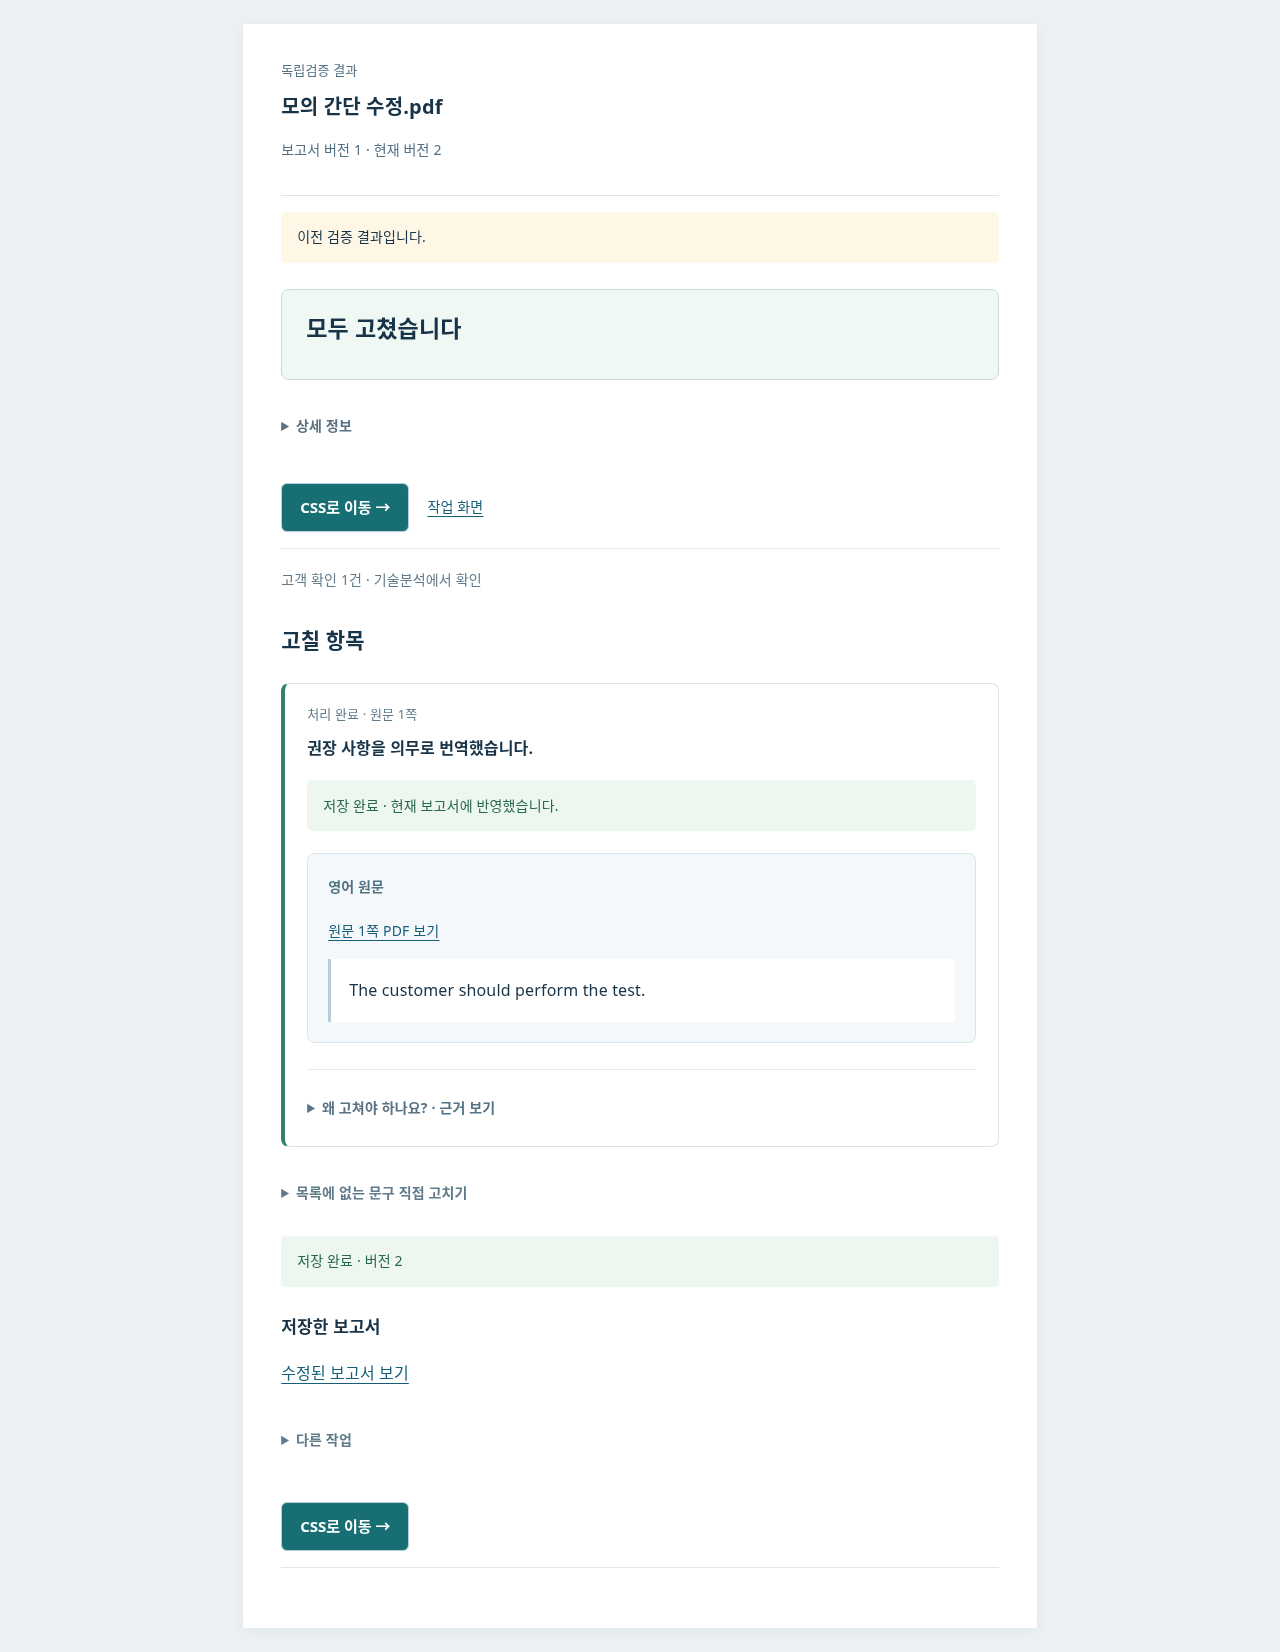 독립검증 결과
모의 간단 수정.pdf
보고서 버전 1 · 현재 버전 2
이전 검증 결과입니다.
모두 고쳤습니다
▶ 상세 정보
CSS로 이동 → 작업 화면
고객 확인 1건 · 기술분석에서 확인
고칠 항목
처리 완료 · 원문 1쪽
권장 사항을 의무로 번역했습니다.
저장 완료 · 현재 보고서에 반영했습니다.
영어 원문
원문 1쪽 PDF 보기
The customer should perform the test.
▶ 왜 고쳐야 하나요? · 근거 보기
▶ 목록에 없는 문구 직접 고치기
저장 완료 · 버전 2
저장한 보고서
수정된 보고서 보기
▶ 다른 작업
CSS로 이동 →